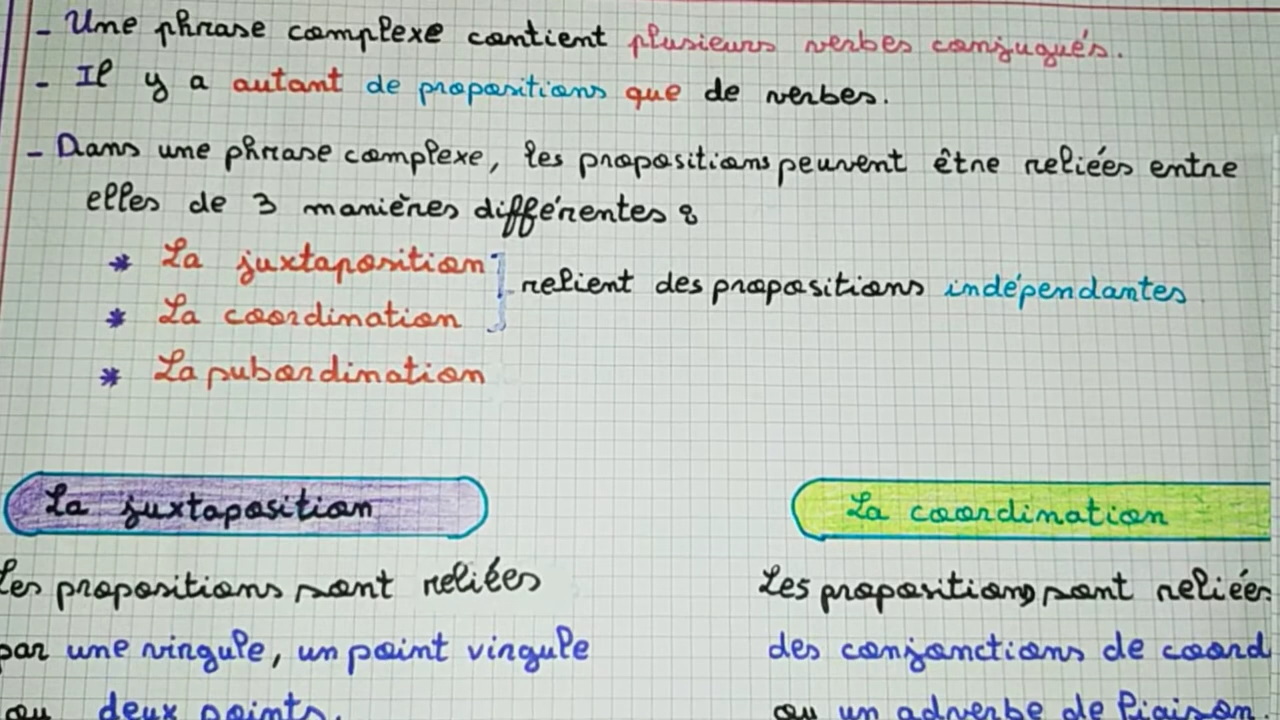 - Une phrase complexe contient plusieurs verbes conjugués.
- Il y a autant de propositions que de verbes.
- Dans une phrase complexe, les propositions peuvent être reliées entre
elles de 3 manières différentes :
* La juxtaposition
* La coordination
relient des propositions indépendantes
* La subordination
La juxtaposition
Les propositions sont reliées
par une virgule, un point virgule
ou deux points.
La coordination
Les propositions sont reliées
des conjonctions de coord
ou un adverbe de liaison.